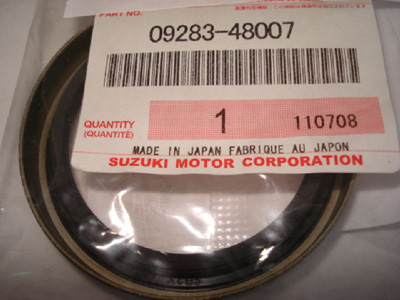 PART NO.
09283-48007
QUANTITY 1 110708
(QUANTITÉ)
MADE IN JAPAN FABRIQUE AU JAPON
SUZUKI MOTOR CORPORATION